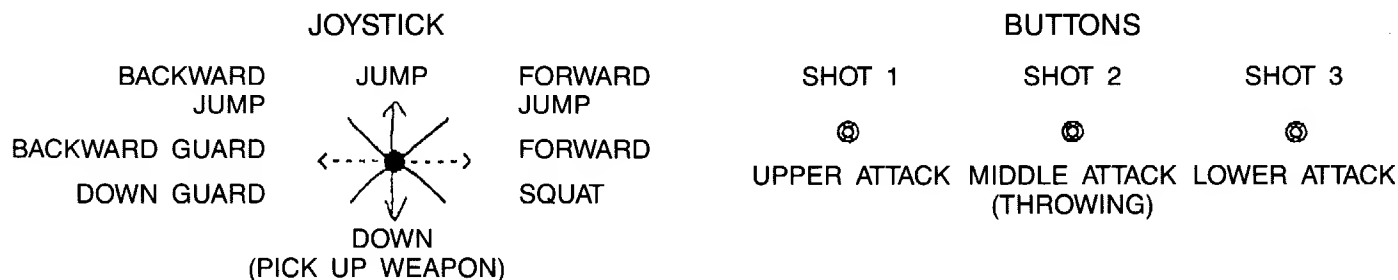 JOYSTICK
BACKWARD JUMP
JUMP
FORWARD JUMP
BACKWARD GUARD
FORWARD
DOWN GUARD
SQUAT
DOWN
(PICK UP WEAPON)
BUTTONS
SHOT 1 SHOT 2 SHOT 3
UPPER ATTACK MIDDLE ATTACK LOWER ATTACK
(THROWING)